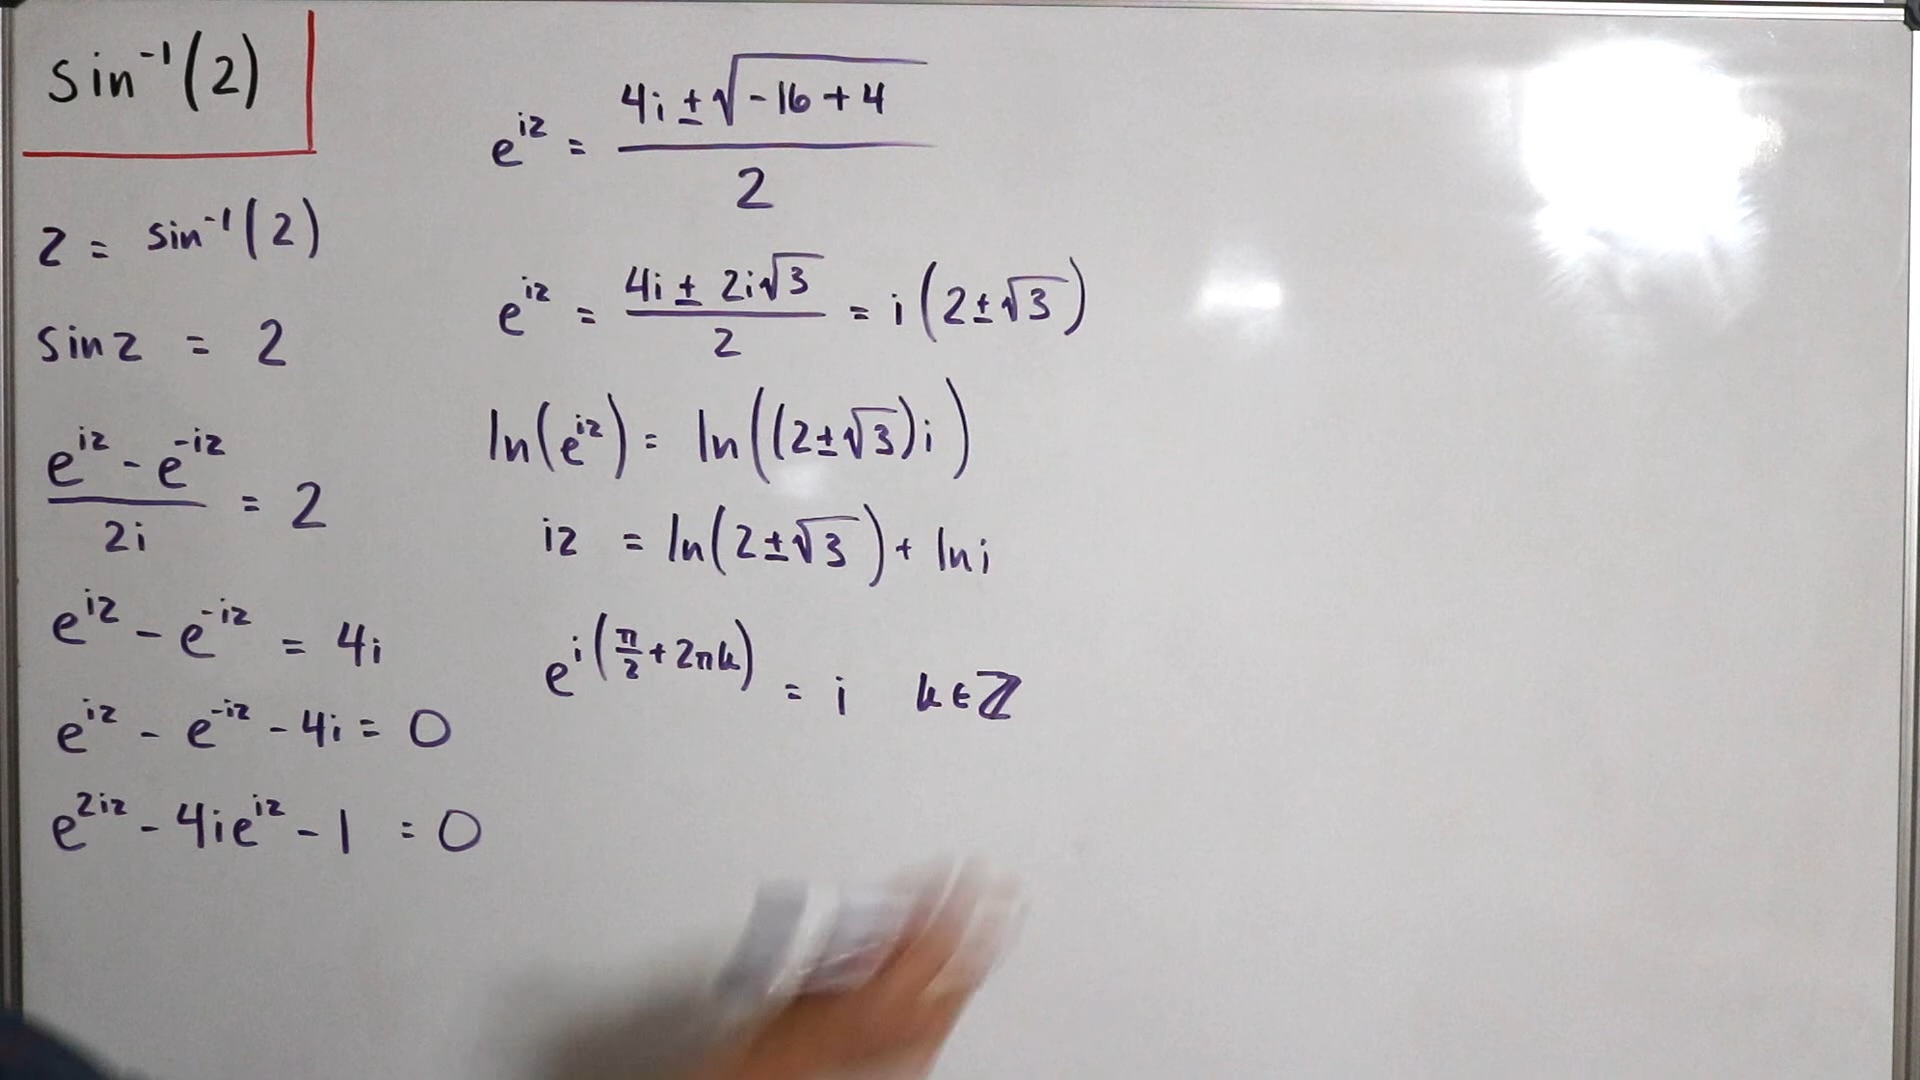 sin⁻¹(2)
z = sin⁻¹(2)
sin z = 2
(e^{iz} - e^{-iz})/(2i) = 2
e^{iz} - e^{-iz} = 4i
e^{iz} - e^{-iz} - 4i = 0
e^{2iz} - 4ie^{iz} - 1 = 0
e^{iz} = (4i ± √(-16 + 4))/2
e^{iz} = (4i ± 2i√3)/2 = i(2 ± √3)
ln(e^{iz}) = ln((2 ± √3)i)
iz = ln(2 ± √3) + ln i
e^{i(π/2 + 2πk)} = i k ∈ ℤ